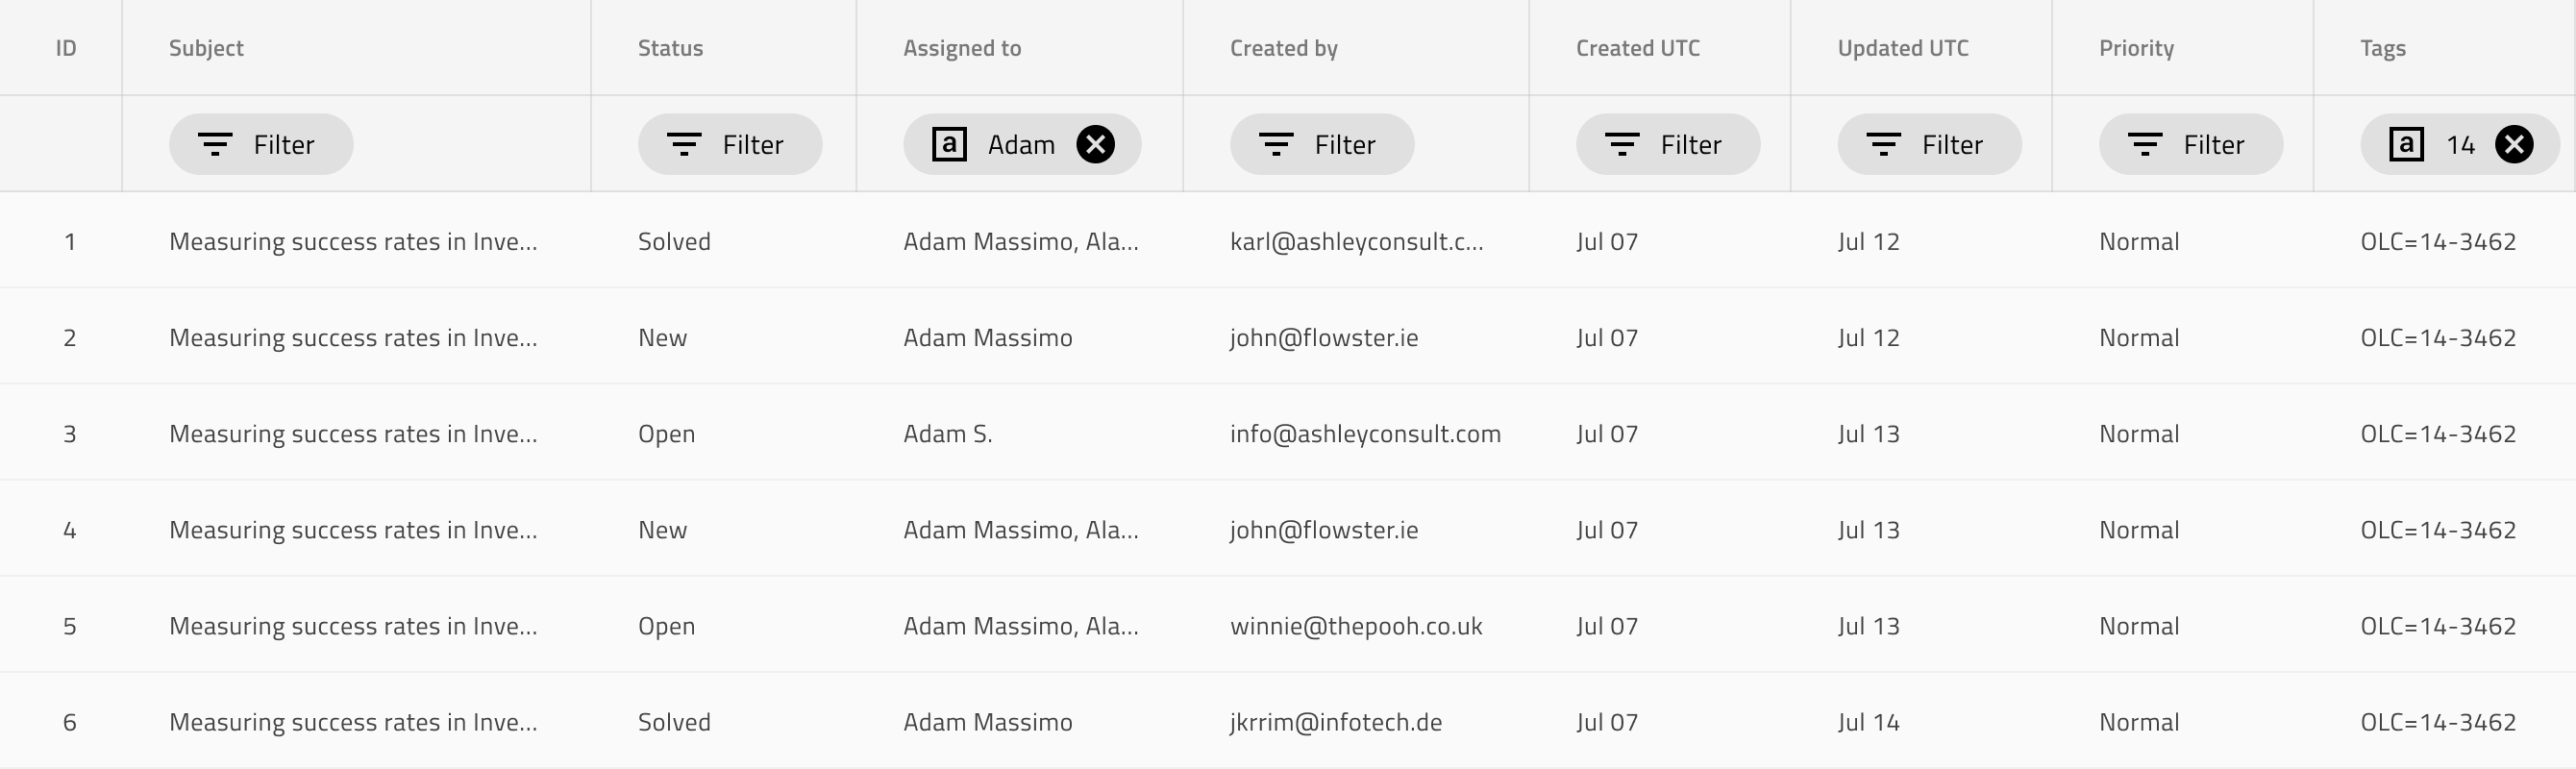 ID Subject Status Assigned to Created by Created UTC Updated UTC Priority Tags
Filter Filter a Adam Filter Filter Filter Filter a 14
1 Measuring success rates in Inve... Solved Adam Massimo, Ala... karl@ashleyconsult.c... Jul 07 Jul 12 Normal OLC=14-3462
2 Measuring success rates in Inve... New Adam Massimo john@flowster.ie Jul 07 Jul 12 Normal OLC=14-3462
3 Measuring success rates in Inve... Open Adam S. info@ashleyconsult.com Jul 07 Jul 13 Normal OLC=14-3462
4 Measuring success rates in Inve... New Adam Massimo, Ala... john@flowster.ie Jul 07 Jul 13 Normal OLC=14-3462
5 Measuring success rates in Inve... Open Adam Massimo, Ala... winnie@thepooh.co.uk Jul 07 Jul 13 Normal OLC=14-3462
6 Measuring success rates in Inve... Solved Adam Massimo jkrrim@infotech.de Jul 07 Jul 14 Normal OLC=14-3462